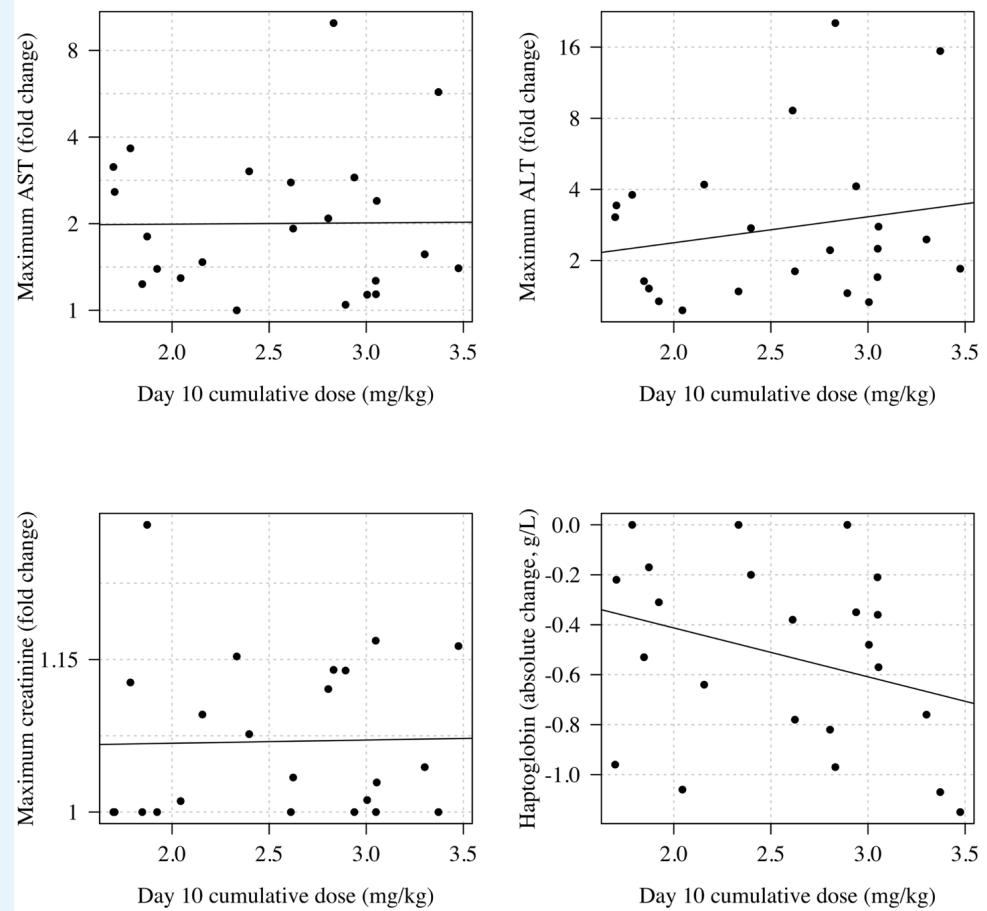 Maximum AST (fold change)
8
4
2
1
2.0 2.5 3.0 3.5
Day 10 cumulative dose (mg/kg)
Maximum ALT (fold change)
16
8
4
2
2.0 2.5 3.0 3.5
Day 10 cumulative dose (mg/kg)
Maximum creatinine (fold change)
1.15
1
2.0 2.5 3.0 3.5
Day 10 cumulative dose (mg/kg)
Haptoglobin (absolute change, g/L)
0.0
-0.2
-0.4
-0.6
-0.8
-1.0
2.0 2.5 3.0 3.5
Day 10 cumulative dose (mg/kg)